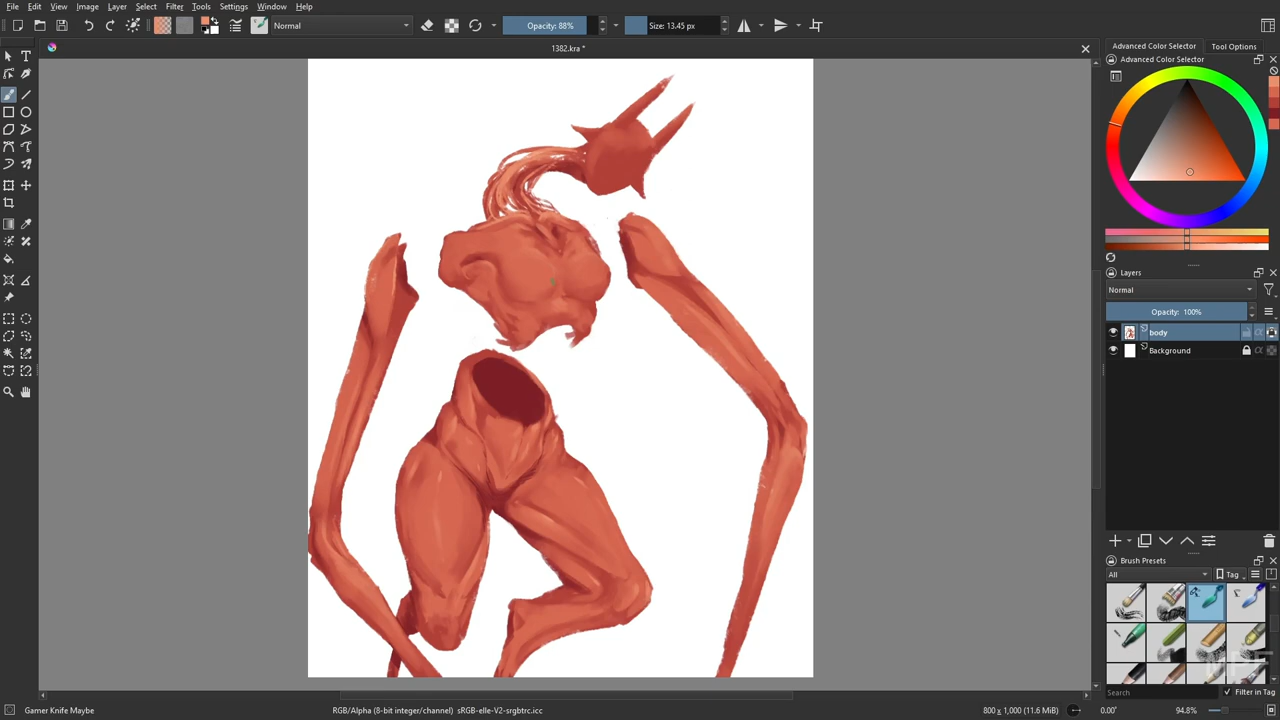 File Edit View Image Layer Select Filter Tools Settings Window Help
Normal Opacity: 88% Size: 13.45 px
1382.kra *
Advanced Color Selector Tool Options
Advanced Color Selector
Layers
Normal
Opacity: 100%
body
Background
Brush Presets
All Tag
Search Filter in Tag
Gamer Knife Maybe RGB/Alpha (8-bit integer/channel) sRGB-elle-V2-srgbtrc.icc 800 x 1,000 (11.6 MiB) 0.00° 94.8%